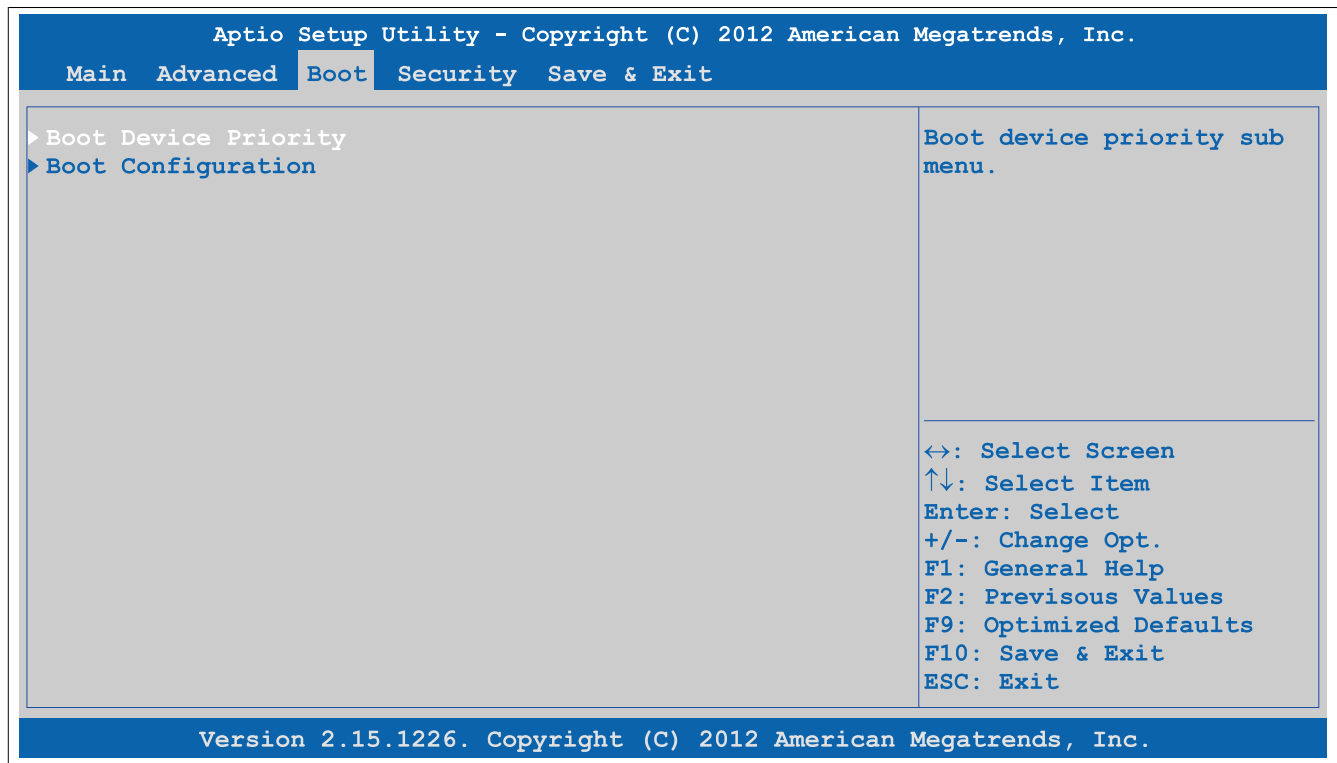 Aptio Setup Utility - Copyright (C) 2012 American Megatrends, Inc.
Main Advanced Boot Security Save & Exit
Boot Device Priority
Boot Configuration
Boot device priority sub
menu.
↔: Select Screen
↑↓: Select Item
Enter: Select
+/-: Change Opt.
F1: General Help
F2: Previsous Values
F9: Optimized Defaults
F10: Save & Exit
ESC: Exit
Version 2.15.1226. Copyright (C) 2012 American Megatrends, Inc.